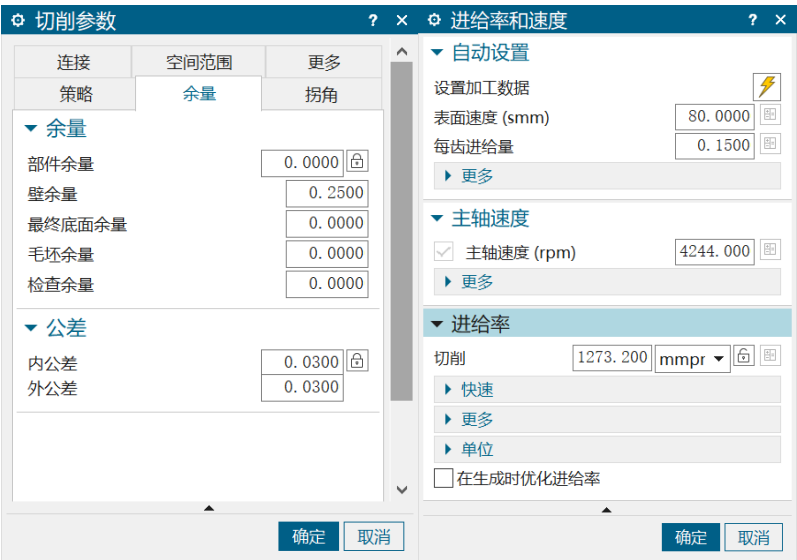 切削参数
连接 空间范围 更多
策略 余量 拐角
余量
部件余量 0.0000
壁余量 0.2500
最终底面余量 0.0000
毛坯余量 0.0000
检查余量 0.0000
公差
内公差 0.0300
外公差 0.0300
确定 取消
进给率和速度
自动设置
设置加工数据
表面速度 (smm) 80.0000
每齿进给量 0.1500
更多
主轴速度
主轴速度 (rpm) 4244.000
更多
进给率
切削 1273.200 mmpr
快速
更多
单位
在生成时优化进给率
确定 取消